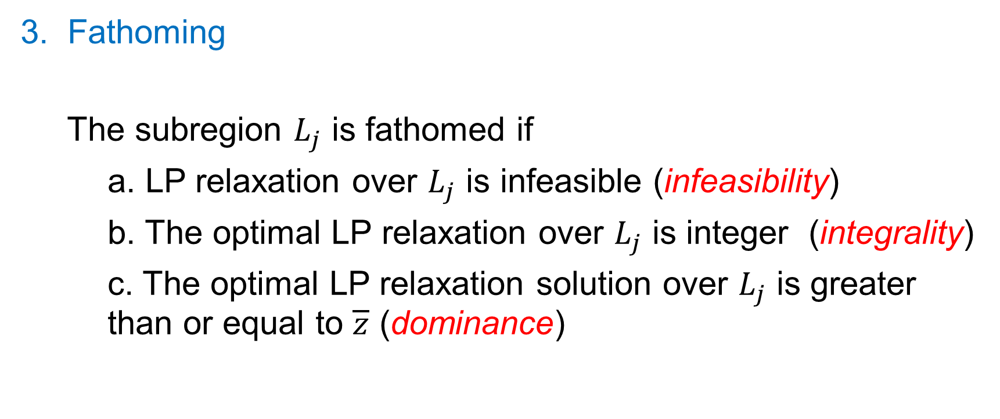 3. Fathoming
The subregion L_j is fathomed if
a. LP relaxation over L_j is infeasible (infeasibility)
b. The optimal LP relaxation over L_j is integer (integrality)
c. The optimal LP relaxation solution over L_j is greater
than or equal to z̅ (dominance)